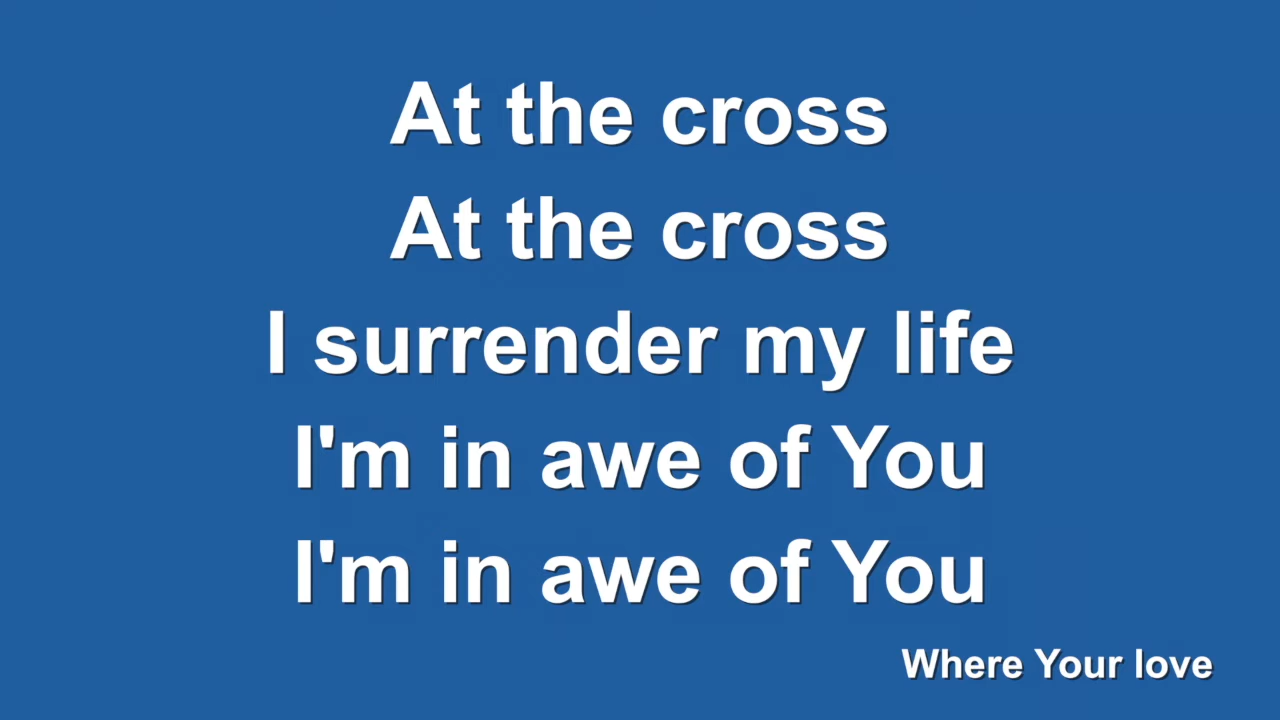 At the cross
At the cross
I surrender my life
I'm in awe of You
I'm in awe of You
Where Your love